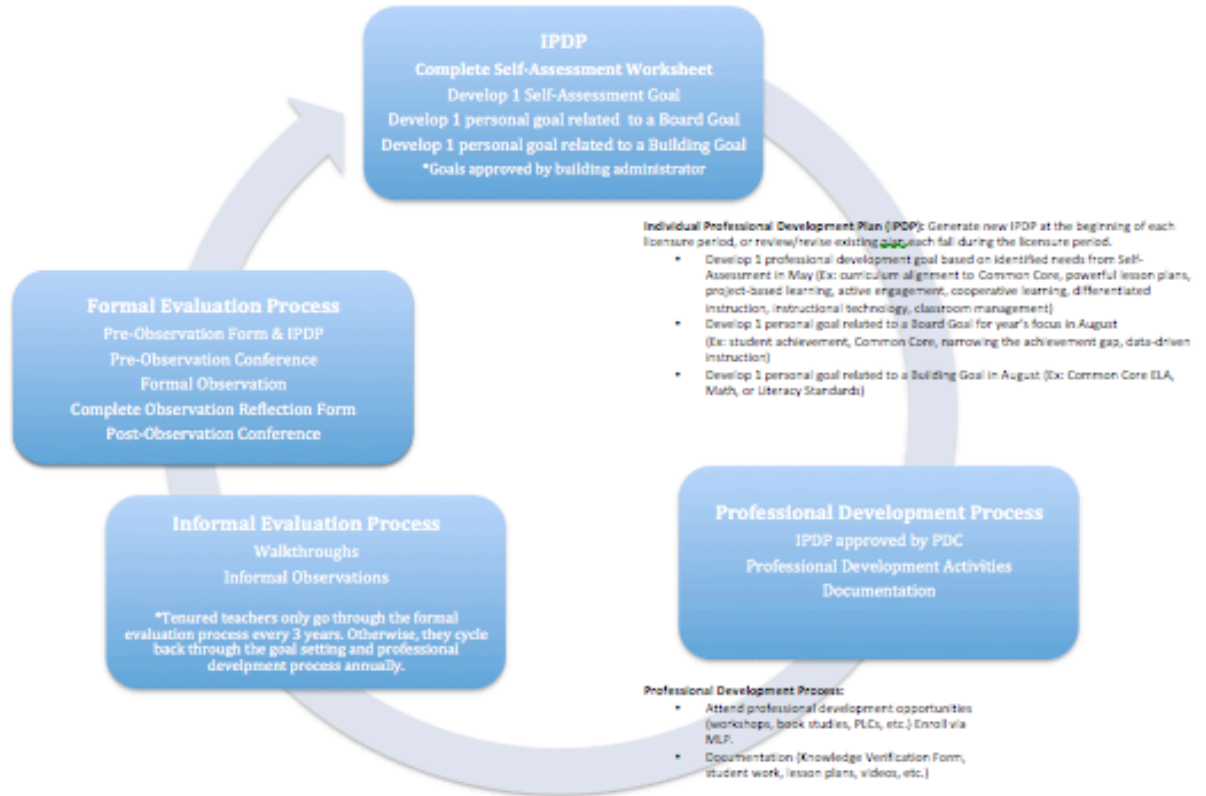 IPDP
Complete Self-Assessment Worksheet
Develop 1 Self-Assessment Goal
Develop 1 personal goal related to a Board Goal
Develop 1 personal goal related to a Building Goal
*Goals approved by building administrator
Individual Professional Development Plan (IPDP): Generate new IPDP at the beginning of each
licensure period, or review/revise existing plan each fall during the licensure period.
• Develop 1 professional development goal based on identified needs from Self-
Assessment in May (Ex: curriculum alignment to Common Core, powerful lesson plans,
project-based learning, active engagement, cooperative learning, differentiated
instruction, instructional technology, classroom management)
• Develop 1 personal goal related to a Board Goal for year's focus in August
(Ex: student achievement, Common Core, narrowing the achievement gap, data-driven
instruction)
• Develop 1 personal goal related to a Building Goal in August (Ex: Common Core ELA,
Math, or Literacy Standards)
Professional Development Process
IPDP approved by PDC
Professional Development Activities
Documentation
Professional Development Process:
• Attend professional development opportunities
(workshops, book studies, PLCs, etc.) Enroll via
MLP.
• Documentation (Knowledge Verification Form,
student work, lesson plans, videos, etc.)
Informal Evaluation Process
Walkthroughs
Informal Observations
*Tenured teachers only go through the formal
evaluation process every 3 years. Otherwise, they cycle
back through the goal setting and professional
develpment process annually.
Formal Evaluation Process
Pre-Observation Form & IPDP
Pre-Observation Conference
Formal Observation
Complete Observation Reflection Form
Post-Observation Conference